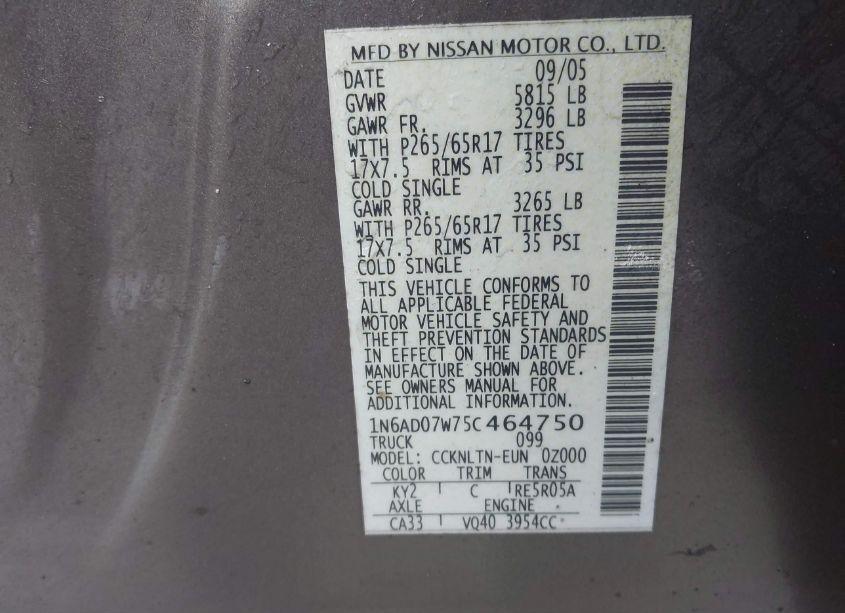 MFD BY NISSAN MOTOR CO., LTD.
DATE 09/05
GVWR 5815 LB
GAWR FR. 3296 LB
WITH P265/65R17 TIRES
17X7.5 RIMS AT 35 PSI
COLD SINGLE
GAWR RR. 3265 LB
WITH P265/65R17 TIRES
17X7.5 RIMS AT 35 PSI
COLD SINGLE
THIS VEHICLE CONFORMS TO
ALL APPLICABLE FEDERAL
MOTOR VEHICLE SAFETY AND
THEFT PREVENTION STANDARDS
IN EFFECT ON THE DATE OF
MANUFACTURE SHOWN ABOVE.
SEE OWNERS MANUAL FOR
ADDITIONAL INFORMATION.
1N6AD07W75C464750
TRUCK 099
MODEL: CCKNLTN-EUN 0Z000
COLOR TRIM TRANS
KY2 C RE5R05A
AXLE ENGINE
CA33 VQ40 3954CC